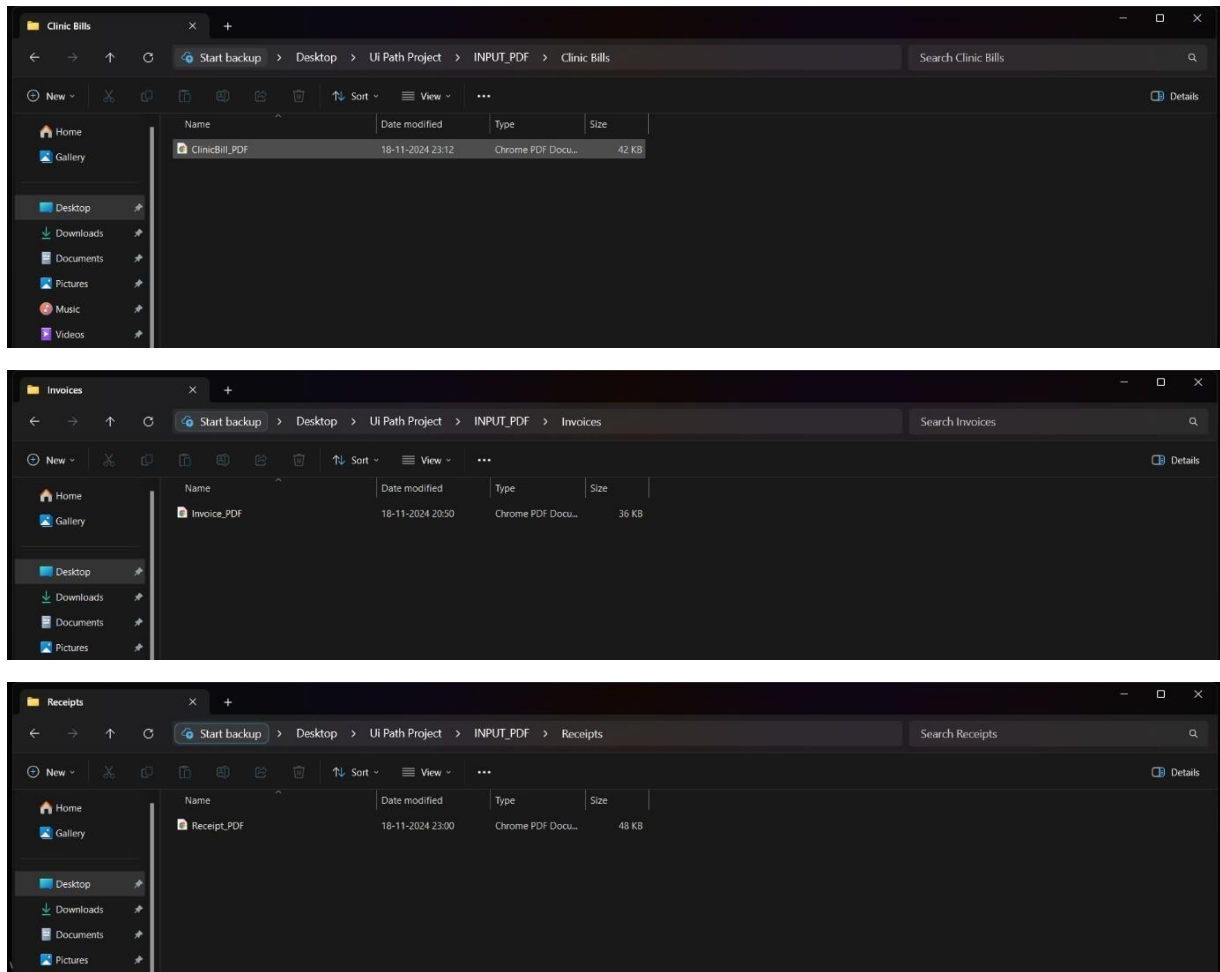 Clinic Bills
Start backup > Desktop > Ui Path Project > INPUT_PDF > Clinic Bills
Search Clinic Bills
New Sort View ... Details
Name Date modified Type Size
ClinicBill_PDF 18-11-2024 23:12 Chrome PDF Docu... 42 KB
Home
Gallery
Desktop
Downloads
Documents
Pictures
Music
Videos
Invoices
Start backup > Desktop > Ui Path Project > INPUT_PDF > Invoices
Search Invoices
New Sort View ... Details
Name Date modified Type Size
Invoice_PDF 18-11-2024 20:50 Chrome PDF Docu... 36 KB
Home
Gallery
Desktop
Downloads
Documents
Pictures
Receipts
Start backup > Desktop > Ui Path Project > INPUT_PDF > Receipts
Search Receipts
New Sort View ... Details
Name Date modified Type Size
Receipt_PDF 18-11-2024 23:00 Chrome PDF Docu... 48 KB
Home
Gallery
Desktop
Downloads
Documents
Pictures